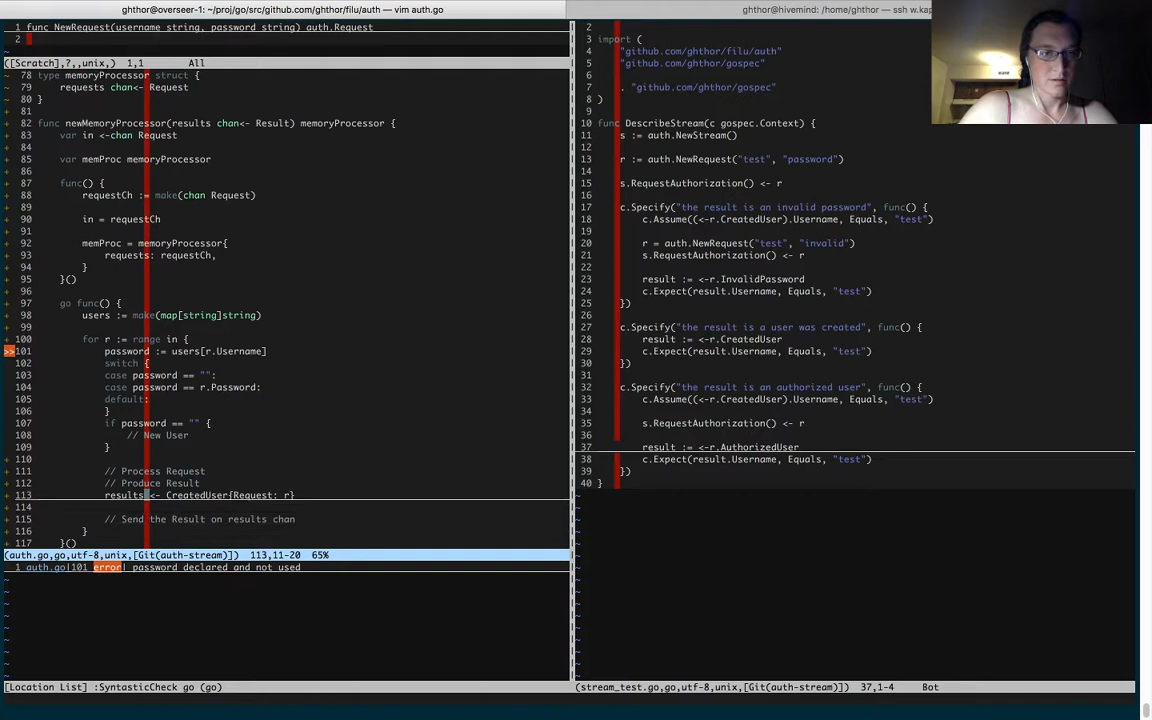 ghthor@overseer-1: ~/proj/go/src/github.com/ghthor/filu/auth — vim auth.go
1 func NewRequest(username string, password string) auth.Request
2
~
([Scratch],?,,unix,) 1,1 All
~ 78 type memoryProcessor struct {
~ 79 requests chan<- Request
~ 80 }
+ 81
+ 82 func newMemoryProcessor(results chan<- Result) memoryProcessor {
+ 83 var in <-chan Request
+ 84
+ 85 var memProc memoryProcessor
+ 86
+ 87 func() {
+ 88 requestCh := make(chan Request)
+ 89
+ 90 in = requestCh
+ 91
+ 92 memProc = memoryProcessor{
+ 93 requests: requestCh,
+ 94 }
+ 95 }()
+ 96
+ 97 go func() {
+ 98 users := make(map[string]string)
+ 99
+ 100 for r := range in {
>>101 password := users[r.Username]
+ 102 switch {
+ 103 case password == "":
+ 104 case password == r.Password:
+ 105 default:
+ 106 }
+ 107 if password == "" {
+ 108 // New User
+ 109 }
+ 110
+ 111 // Process Request
+ 112 // Produce Result
+ 113 results <- CreatedUser{Request: r}
+ 114
+ 115 // Send the Result on results chan
+ 116 }
+ 117 }()
(auth.go,go,utf-8,unix,[Git(auth-stream)]) 113,11-20 65%
1 auth.go|101 error| password declared and not used
[Location List] :SyntasticCheck go (go)
ghthor@hivemind: /home/ghthor — ssh w.kap
2
3 import (
4 "github.com/ghthor/filu/auth"
5 "github.com/ghthor/gospec"
6
7 . "github.com/ghthor/gospec"
8 )
9
10 func DescribeStream(c gospec.Context) {
11 s := auth.NewStream()
12
13 r := auth.NewRequest("test", "password")
14
15 s.RequestAuthorization() <- r
16
17 c.Specify("the result is an invalid password", func() {
18 c.Assume((<-r.CreatedUser).Username, Equals, "test")
19
20 r = auth.NewRequest("test", "invalid")
21 s.RequestAuthorization() <- r
22
23 result := <-r.InvalidPassword
24 c.Expect(result.Username, Equals, "test")
25 })
26
27 c.Specify("the result is a user was created", func() {
28 result := <-r.CreatedUser
29 c.Expect(result.Username, Equals, "test")
30 })
31
32 c.Specify("the result is an authorized user", func() {
33 c.Assume((<-r.CreatedUser).Username, Equals, "test")
34
35 s.RequestAuthorization() <- r
36
37 result := <-r.AuthorizedUser
38 c.Expect(result.Username, Equals, "test")
39 })
40 }
(stream_test.go,go,utf-8,unix,[Git(auth-stream)]) 37,1-4 Bot